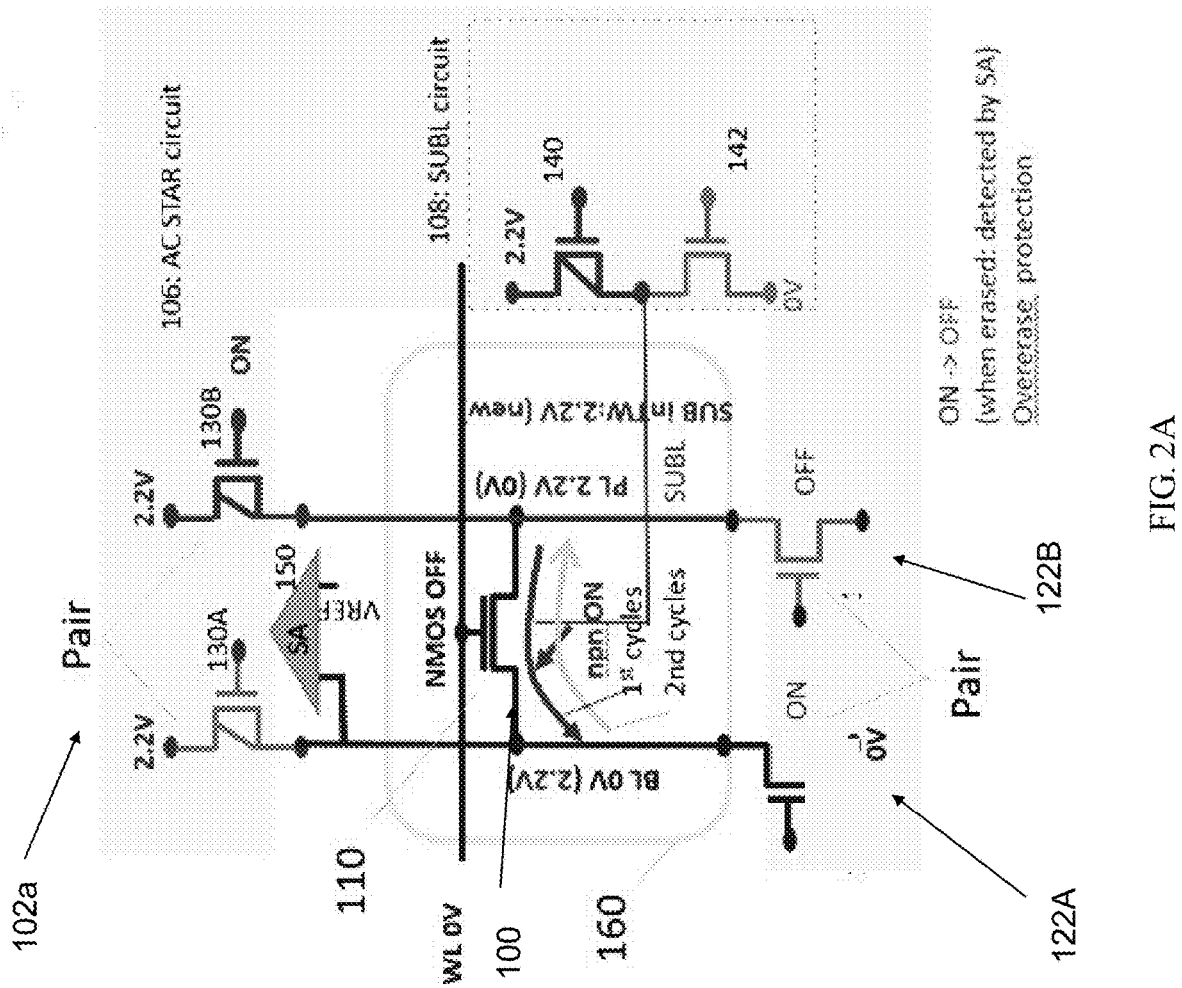 102a
Pair
106: AC STAR circuit
2.2V
2.2V
130A
130B
ON
SA
150
VREF
110
NMOS OFF
WL 0V
108: SUBL circuit
100
BL 0V (2.2V)
PL 2.2V (0V)
SUB inTW:2.2V (new
npn ON
1st cycles
2nd cycles
SUBL
2.2V
140
142
0V
160
ON
OFF
0V
Pair
122A
122B
ON -> OFF
(when erased: detected by SA)
Overerase protection
FIG. 2A